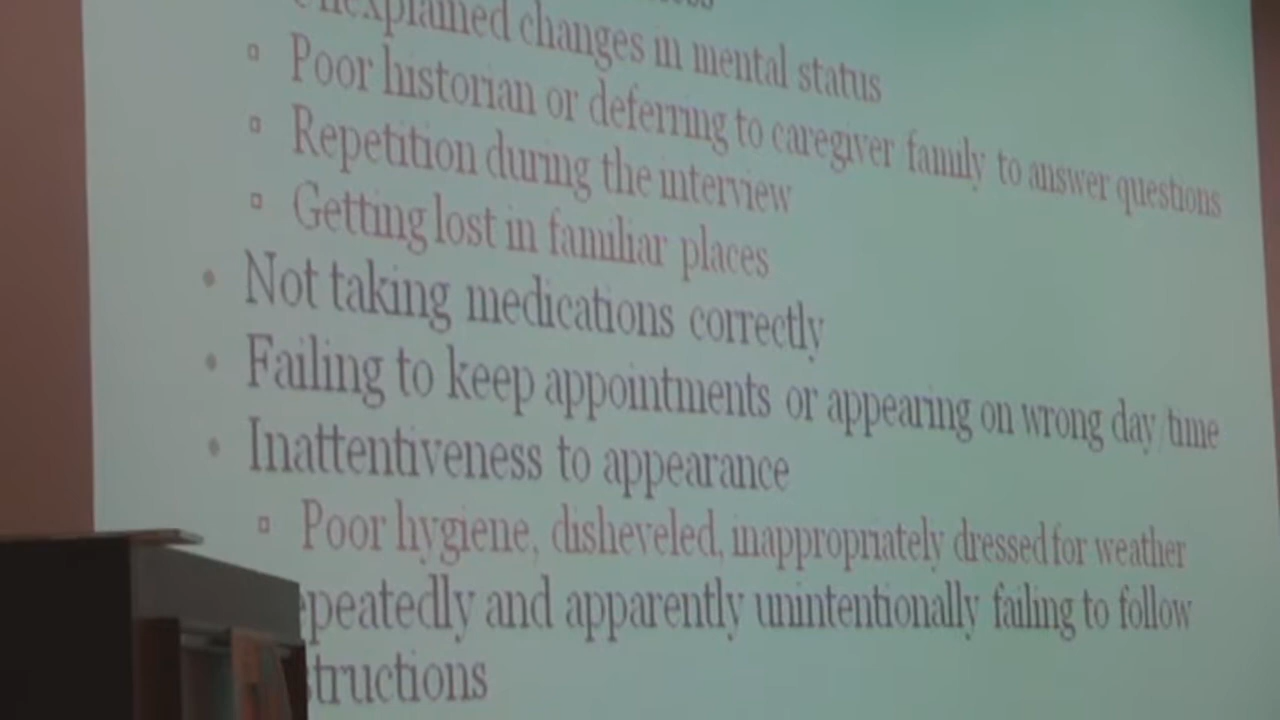 Unexplained changes in mental status
Poor historian or deferring to caregiver family to answer questions
Repetition during the interview
Getting lost in familiar places
Not taking medications correctly
Failing to keep appointments or appearing on wrong day/time
Inattentiveness to appearance
Poor hygiene, disheveled, inappropriately dressed for weather
epeatedly and apparently unintentionally failing to follow
structions